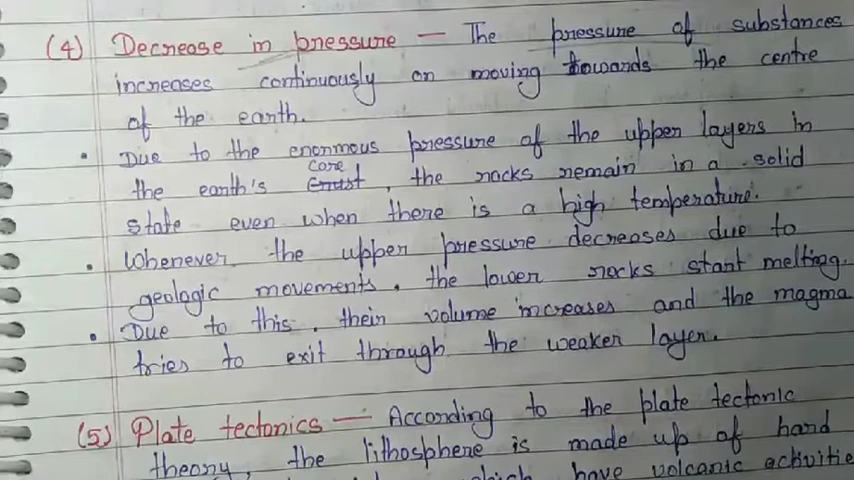 (4) Decrease in pressure — The pressure of substances
increases continuously on moving towards the centre
of the earth.
• Due to the enormous pressure of the upper layers in
core
the earth's Crust, the rocks remain in a solid
state even when there is a high temperature.
• Whenever the upper pressure decreases due to
geologic movements, the lower rocks start melting.
• Due to this, their volume increases and the magma
tries to exit through the weaker layer.
(5) Plate tectonics — According to the plate tectonic
theory, the lithosphere is made up of hard
which have volcanic activitie